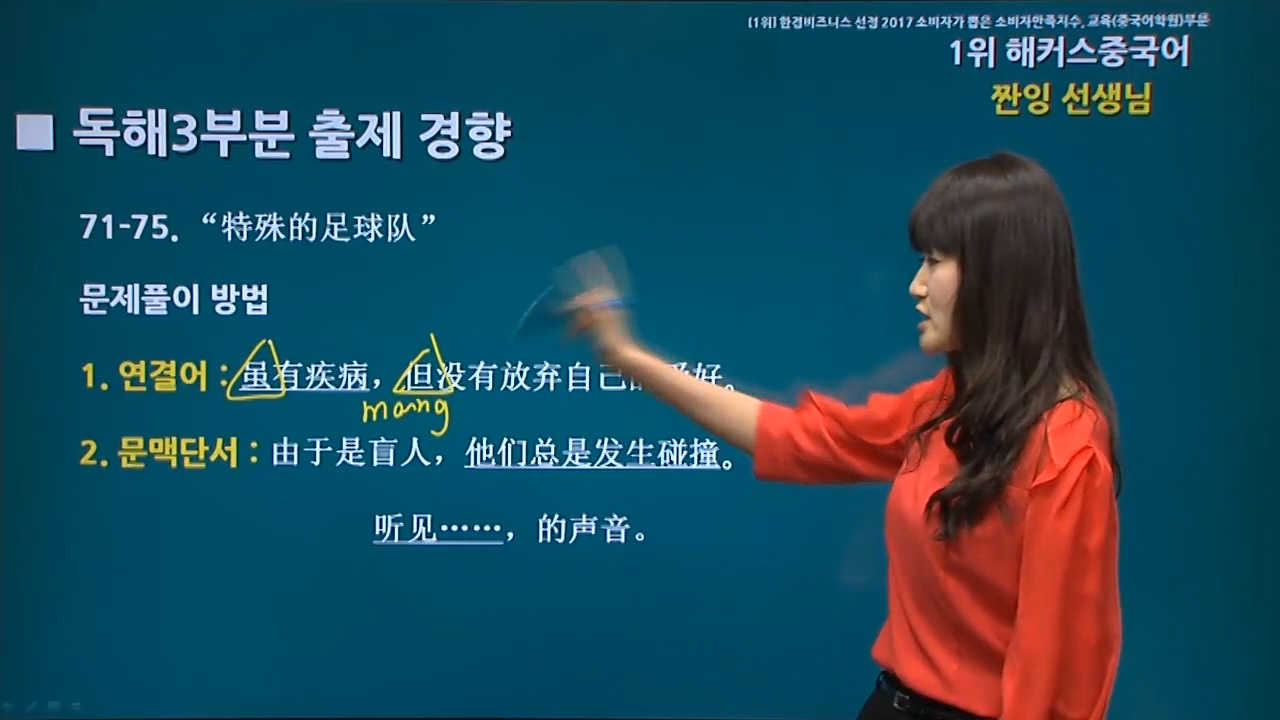 [1위] 한경비즈니스 선정 2017 소비자가 뽑은 소비자만족지수, 교육(중국어학원)부문
1위 해커스중국어
짠잉 선생님
■ 독해3부분 출제 경향
71-75. “特殊的足球队”
문제풀이 방법
1. 연결어 : 虽有疾病，但没有放弃自己的爱好。
mang
2. 문맥단서 : 由于是盲人，他们总是发生碰撞。
听见……，的声音。